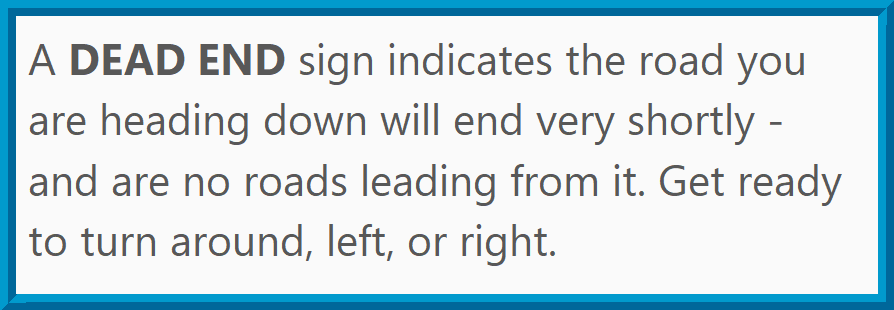 A DEAD END sign indicates the road you
are heading down will end very shortly -
and are no roads leading from it. Get ready
to turn around, left, or right.